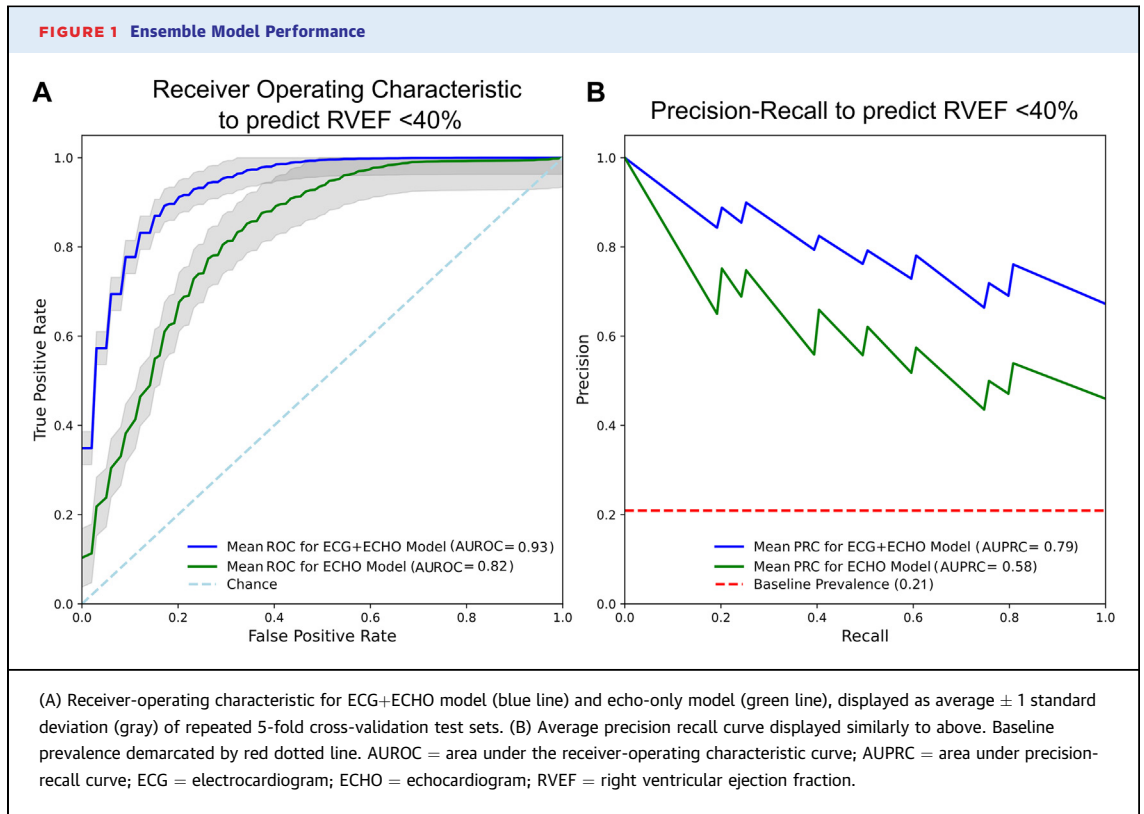 FIGURE 1 Ensemble Model Performance
A
Receiver Operating Characteristic
to predict RVEF <40%
True Positive Rate
1.0
0.8
0.6
0.4
0.2
0.0
Mean ROC for ECG+ECHO Model (AUROC= 0.93)
Mean ROC for ECHO Model (AUROC= 0.82)
Chance
0.0 0.2 0.4 0.6 0.8 1.0
False Positive Rate
B
Precision-Recall to predict RVEF <40%
Precision
1.0
0.8
0.6
0.4
0.2
0.0
Mean PRC for ECG+ECHO Model (AUPRC= 0.79)
Mean PRC for ECHO Model (AUPRC= 0.58)
Baseline Prevalence (0.21)
0.0 0.2 0.4 0.6 0.8 1.0
Recall
(A) Receiver-operating characteristic for ECG+ECHO model (blue line) and echo-only model (green line), displayed as average ± 1 standard
deviation (gray) of repeated 5-fold cross-validation test sets. (B) Average precision recall curve displayed similarly to above. Baseline
prevalence demarcated by red dotted line. AUROC = area under the receiver-operating characteristic curve; AUPRC = area under precision-
recall curve; ECG = electrocardiogram; ECHO = echocardiogram; RVEF = right ventricular ejection fraction.